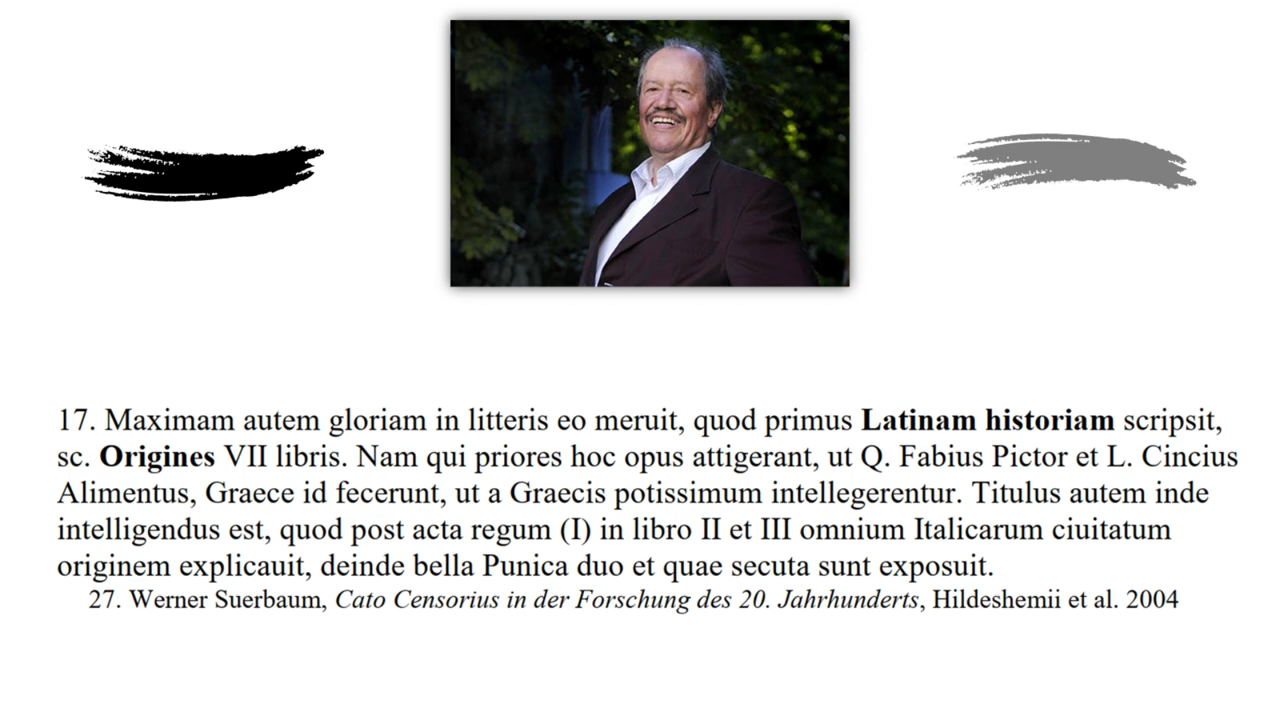 17. Maximam autem gloriam in litteris eo meruit, quod primus Latinam historiam scripsit,
sc. Origines VII libris. Nam qui priores hoc opus attigerant, ut Q. Fabius Pictor et L. Cincius
Alimentus, Graece id fecerunt, ut a Graecis potissimum intellegerentur. Titulus autem inde
intelligendus est, quod post acta regum (I) in libro II et III omnium Italicarum ciuitatum
originem explicauit, deinde bella Punica duo et quae secuta sunt exposuit.
27. Werner Suerbaum, Cato Censorius in der Forschung des 20. Jahrhunderts, Hildeshemii et al. 2004